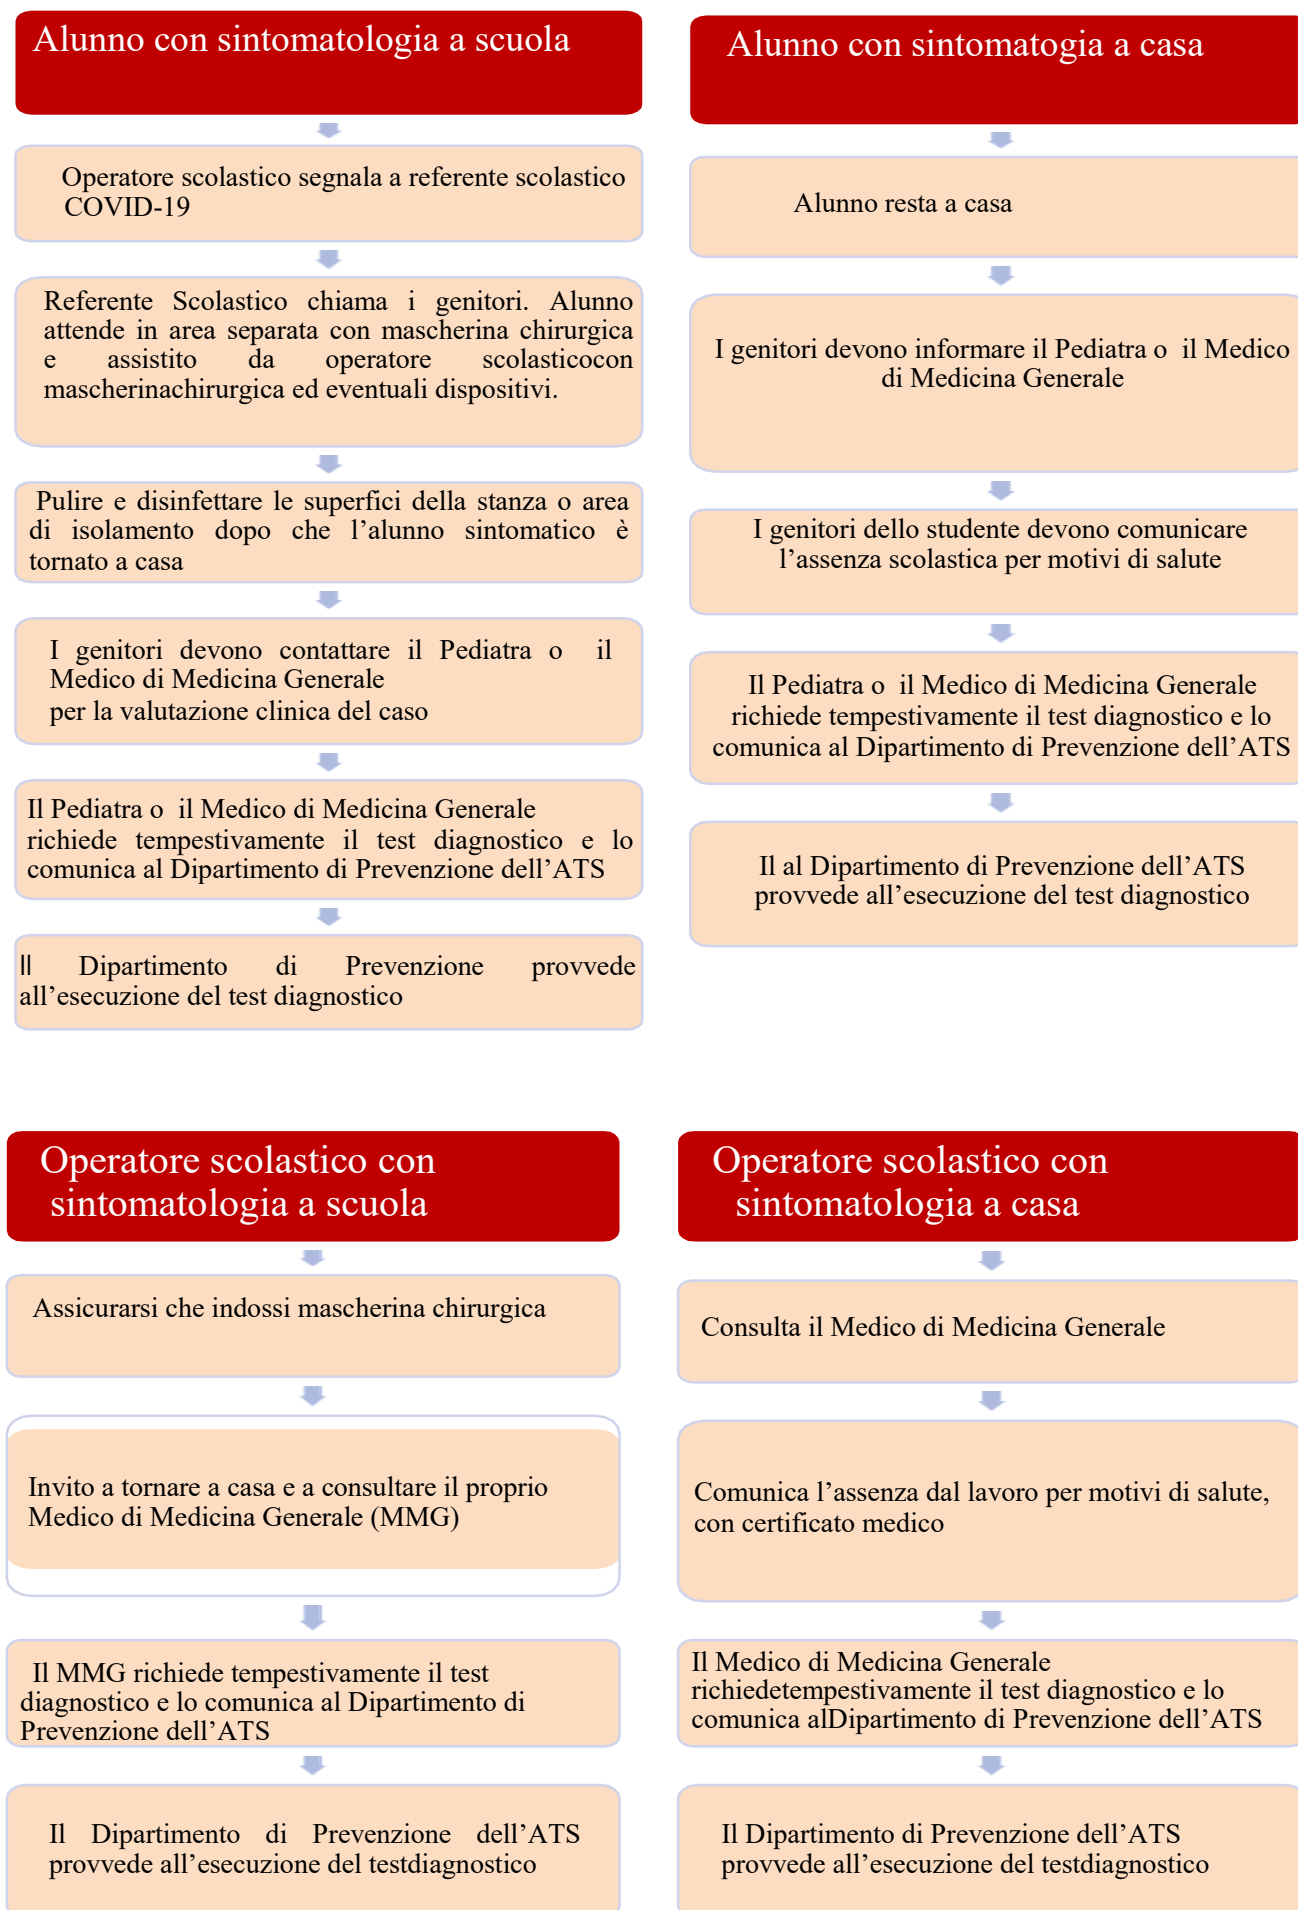 Alunno con sintomatologia a scuola
Operatore scolastico segnala a referente scolastico
COVID-19
Referente Scolastico chiama i genitori. Alunno
attende in area separata con mascherina chirurgica
e assistito da operatore scolasticocon
mascherinachirurgica ed eventuali dispositivi.
Pulire e disinfettare le superfici della stanza o area
di isolamento dopo che l’alunno sintomatico è
tornato a casa
I genitori devono contattare il Pediatra o il
Medico di Medicina Generale
per la valutazione clinica del caso
Il Pediatra o il Medico di Medicina Generale
richiede tempestivamente il test diagnostico e lo
comunica al Dipartimento di Prevenzione dell’ATS
Il Dipartimento di Prevenzione provvede
all’esecuzione del test diagnostico
Alunno con sintomatogia a casa
Alunno resta a casa
I genitori devono informare il Pediatra o il Medico
di Medicina Generale
I genitori dello studente devono comunicare
l’assenza scolastica per motivi di salute
Il Pediatra o il Medico di Medicina Generale
richiede tempestivamente il test diagnostico e lo
comunica al Dipartimento di Prevenzione dell’ATS
Il al Dipartimento di Prevenzione dell’ATS
provvede all’esecuzione del test diagnostico
Operatore scolastico con
sintomatologia a scuola
Assicurarsi che indossi mascherina chirurgica
Invito a tornare a casa e a consultare il proprio
Medico di Medicina Generale (MMG)
Il MMG richiede tempestivamente il test
diagnostico e lo comunica al Dipartimento di
Prevenzione dell’ATS
Il Dipartimento di Prevenzione dell’ATS
provvede all’esecuzione del testdiagnostico
Operatore scolastico con
sintomatologia a casa
Consulta il Medico di Medicina Generale
Comunica l’assenza dal lavoro per motivi di salute,
con certificato medico
Il Medico di Medicina Generale
richiedetempestivamente il test diagnostico e lo
comunica alDipartimento di Prevenzione dell’ATS
Il Dipartimento di Prevenzione dell’ATS
provvede all’esecuzione del testdiagnostico